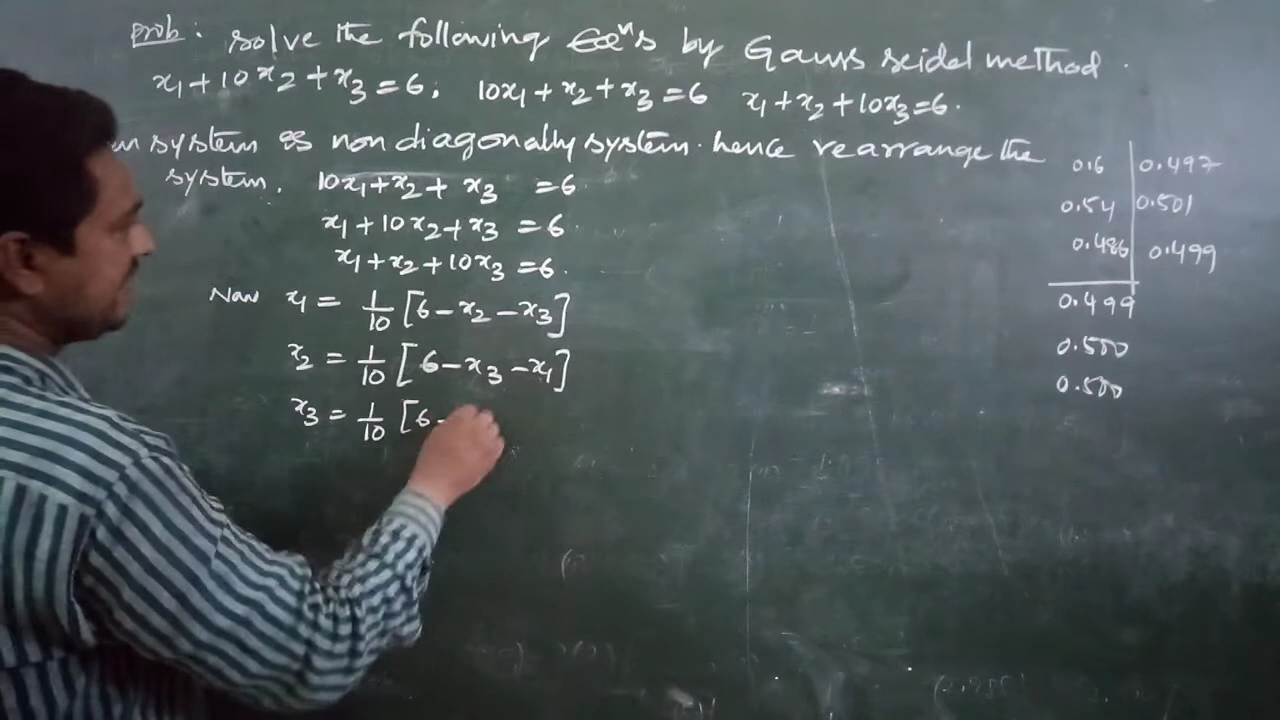 prob: solve the following Eqⁿs by Gauss seidel method.
x₁+10x₂+x₃=6, 10x₁+x₂+x₃=6 x₁+x₂+10x₃=6.
system is non diagonally system. hence rearrange the
system. 10x₁+x₂+x₃=6.
x₁+10x₂+x₃=6.
x₁+x₂+10x₃=6.
Now x₁ = 1/10 [6-x₂-x₃]
x₂ = 1/10 [6-x₃-x₁]
x₃ = 1/10 [6-
0.6 | 0.497
0.54 | 0.501
0.486 | 0.499
0.499
0.500
0.500